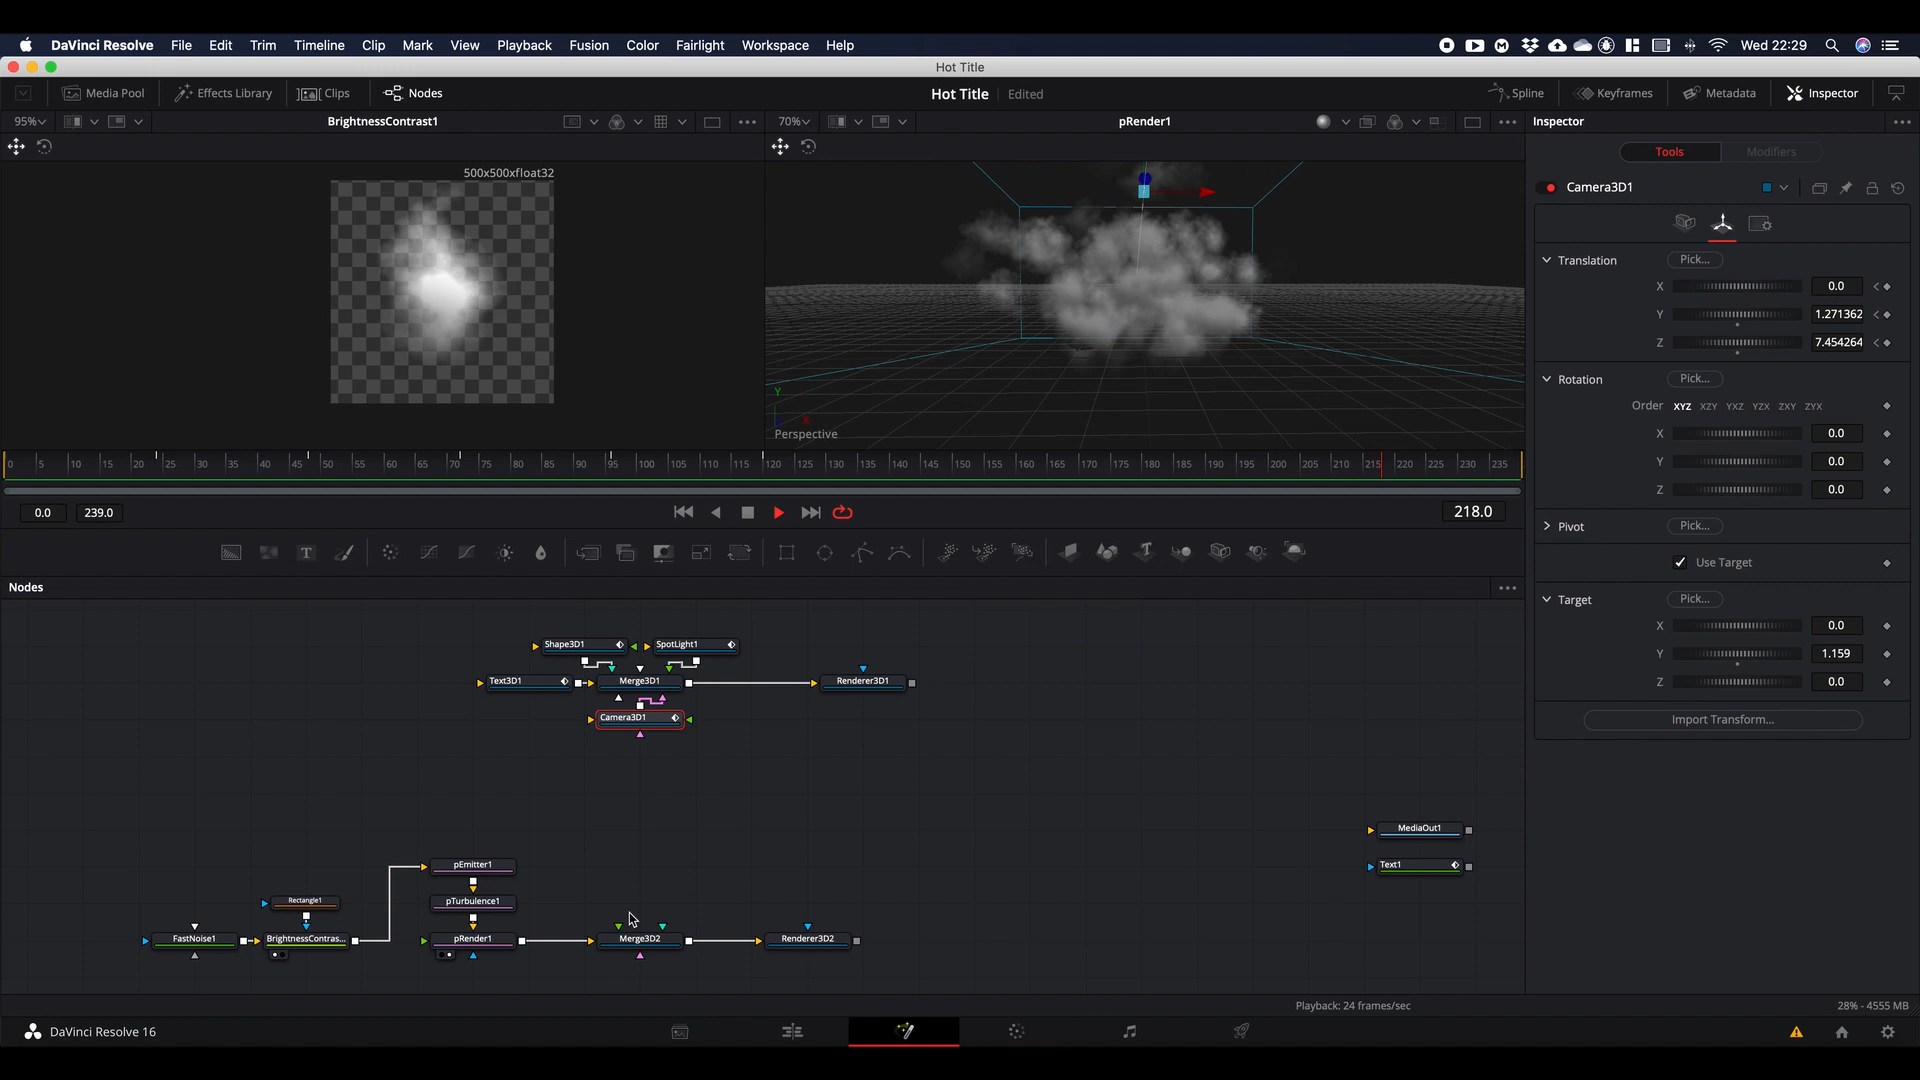 DaVinci Resolve File Edit Trim Timeline Clip Mark View Playback Fusion Color Fairlight Workspace Help Wed 22:29
Hot Title
Media Pool Effects Library Clips Nodes Hot Title Edited Spline Keyframes Metadata Inspector
95% BrightnessContrast1 70% pRender1 Inspector
Tools Modifiers
500x500xfloat32
Camera3D1
Translation Pick...
X 0.0
Y 1.271362
Z 7.454264
Rotation Pick...
Order XYZ XZY YXZ YZX ZXY ZYX
X 0.0
Y 0.0
Z 0.0
Pivot Pick...
Use Target
Target Pick...
X 0.0
Y 1.159
Z 0.0
Import Transform...
Y
X
Perspective
0 5 10 15 20 25 30 35 40 45 50 55 60 65 70 75 80 85 90 95 100 105 110 115 120 125 130 135 140 145 150 155 160 165 170 175 180 185 190 195 200 205 210 215 220 225 230 235
0.0 239.0 218.0
T
T
Nodes
Shape3D1 SpotLight1
Text3D1 Merge3D1 Renderer3D1
Camera3D1
MediaOut1
Text1
pEmitter1
Rectangle1 pTurbulence1
FastNoise1 BrightnessContras... pRender1 Merge3D2 Renderer3D2
Playback: 24 frames/sec 28% - 4555 MB
DaVinci Resolve 16